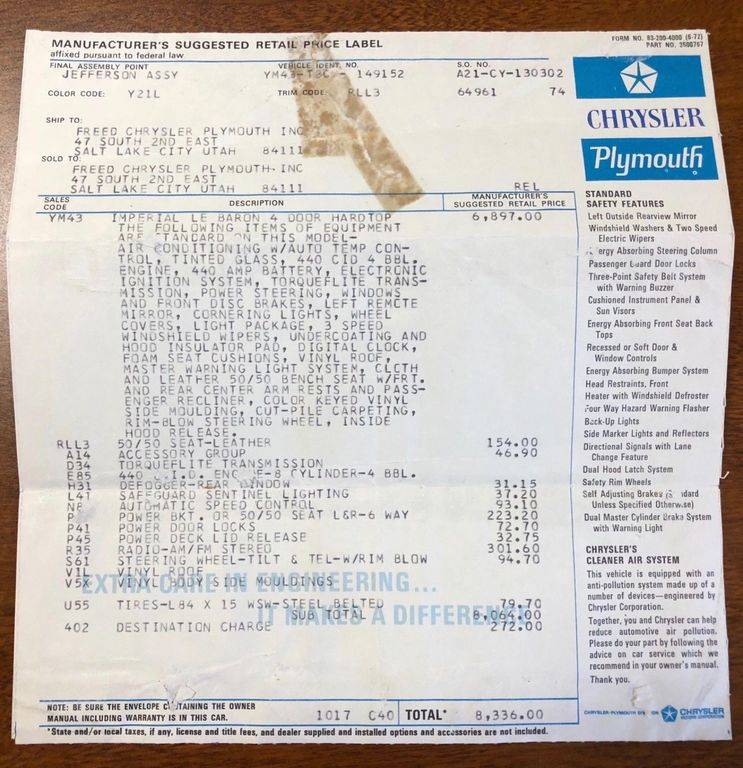 MANUFACTURER'S SUGGESTED RETAIL PRICE LABEL
affixed pursuant to federal law
FORM NO. 83-200-4000 (6-72)
PART NO. 3500767
FINAL ASSEMBLY POINT VEHICLE IDENT. NO. S.O. NO.
JEFFERSON ASSY YM43- - 149152 A21-CY-130302
COLOR CODE: Y21L TRIM CODE: RLL3 64961 74
SHIP TO:
FREED CHRYSLER PLYMOUTH INC
47 SOUTH 2ND EAST
SALT LAKE CITY UTAH 84111
SOLD TO:
FREED CHRYSLER PLYMOUTH INC
47 SOUTH 2ND EAST
SALT LAKE CITY UTAH 84111
REL
SALES CODE DESCRIPTION MANUFACTURER'S SUGGESTED RETAIL PRICE
YM43 IMPERIAL LE BARON 4 DOOR HARDTOP 6,897.00
THE FOLLOWING ITEMS OF EQUIPMENT
ARE STANDARD ON THIS MODEL-
AIR CONDITIONING W/AUTO TEMP CON-
TROL, TINTED GLASS, 440 CID 4 BBL.
ENGINE, 440 AMP BATTERY, ELECTRONIC
IGNITION SYSTEM, TORQUEFLITE TRANS-
MISSION, POWER STEERING, WINDOWS
AND FRONT DISC BRAKES, LEFT REMOTE
MIRROR, CORNERING LIGHTS, WHEEL
COVERS, LIGHT PACKAGE, 3 SPEED
WINDSHIELD WIPERS, UNDERCOATING AND
HOOD INSULATOR PAD, DIGITAL CLOCK,
FOAM SEAT CUSHIONS, VINYL ROOF,
MASTER WARNING LIGHT SYSTEM, CLOTH
AND LEATHER 50/50 BENCH SEAT W/FRT.
AND REAR CENTER ARM RESTS AND PASS-
ENGER RECLINER, COLOR KEYED VINYL
SIDE MOULDING, CUT-PILE CARPETING,
RIM-BLOW STEERING WHEEL, INSIDE
HOOD RELEASE.
RLL3 50/50 SEAT-LEATHER 154.00
A14 ACCESSORY GROUP 46.90
D34 TORQUEFLITE TRANSMISSION
E85 440 C.I.D. ENG -8 CYLINDER-4 BBL.
H31 DEFOGGER-REAR WINDOW 31.15
L41 SAFEGUARD SENTINEL LIGHTING 37.20
AUTOMATIC SPEED CONTROL 93.10
P POWER BKT. OR 50/50 SEAT L&R-6 WAY 223.20
P41 POWER DOOR LOCKS 72.70
P45 POWER DECK LID RELEASE 32.75
R35 RADIO-AM/FM STEREO 301.60
S61 STEERING WHEEL-TILT & TEL-W/RIM BLOW 94.70
V1L VINYL ROOF
V5X VINYL BODY SIDE MOULDINGS
EXTRA CARE IN ENGINEERING...
U55 TIRES-L84 X 15 WSW-STEEL BELTED 79.70
SUB TOTAL 8,064.00
IT MAKES A DIFFERENCE
402 DESTINATION CHARGE 272.00
NOTE: BE SURE THE ENVELOPE CONTAINING THE OWNER
MANUAL INCLUDING WARRANTY IS IN THIS CAR.
1017 C40 TOTAL* 8,336.00
*State and/or local taxes, if any, license and title fees, and dealer supplied and installed options and accessories are not included.
CHRYSLER
Plymouth
STANDARD
SAFETY FEATURES
Left Outside Rearview Mirror
Windshield Washers & Two Speed
Electric Wipers
Energy Absorbing Steering Column
Passenger Guard Door Locks
Three-Point Safety Belt System
with Warning Buzzer
Cushioned Instrument Panel &
Sun Visors
Energy Absorbing Front Seat Back
Tops
Recessed or Soft Door &
Window Controls
Energy Absorbing Bumper System
Head Restraints, Front
Heater with Windshield Defroster
Four Way Hazard Warning Flasher
Back-Up Lights
Side Marker Lights and Reflectors
Directional Signals with Lane
Change Feature
Dual Hood Latch System
Safety Rim Wheels
Self Adjusting Brakes (Standard
Unless Specified Otherwise)
Dual Master Cylinder Brake System
with Warning Light
CHRYSLER'S
CLEANER AIR SYSTEM
This vehicle is equipped with an
anti-pollution system made up of a
number of devices—engineered by
Chrysler Corporation.
Together, you and Chrysler can help
reduce automotive air pollution.
Please do your part by following the
advice on car service which we
recommend in your owner's manual.
Thank you.
CHRYSLER-PLYMOUTH DIVISION CHRYSLER
MOTORS CORPORATION